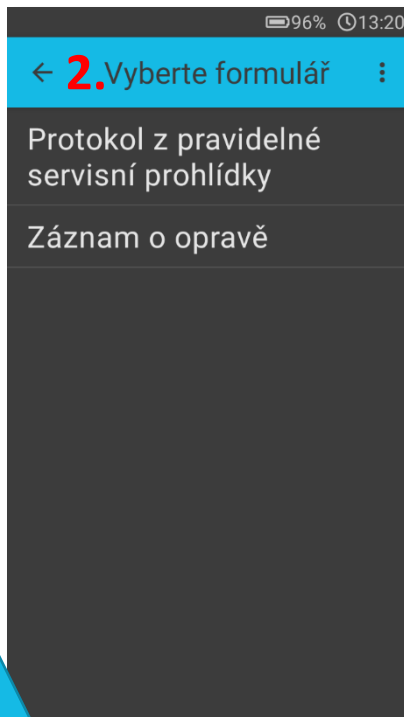 96% 13:20
2. Vyberte formulář
Protokol z pravidelné
servisní prohlídky
Záznam o opravě